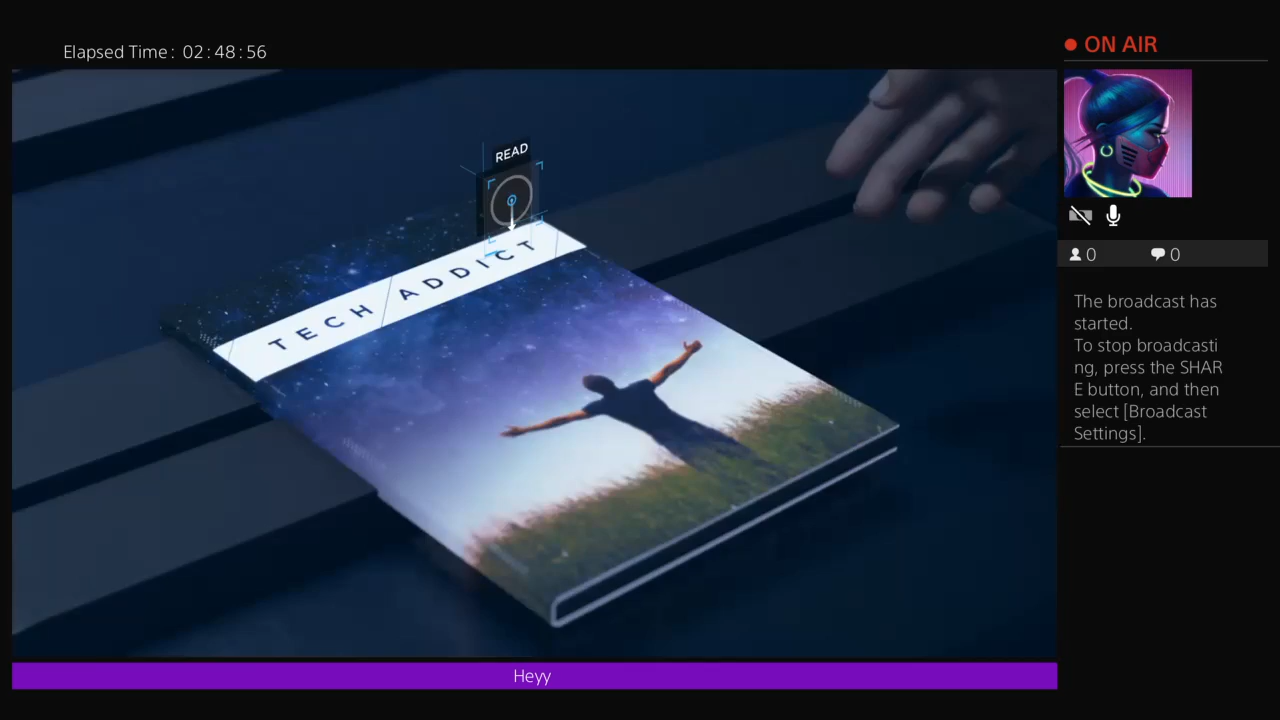 Elapsed Time: 02:48:56
ON AIR
READ
TECH ADDICT
0 0
The broadcast has
started.
To stop broadcasti
ng, press the SHAR
E button, and then
select [Broadcast
Settings].
Heyy